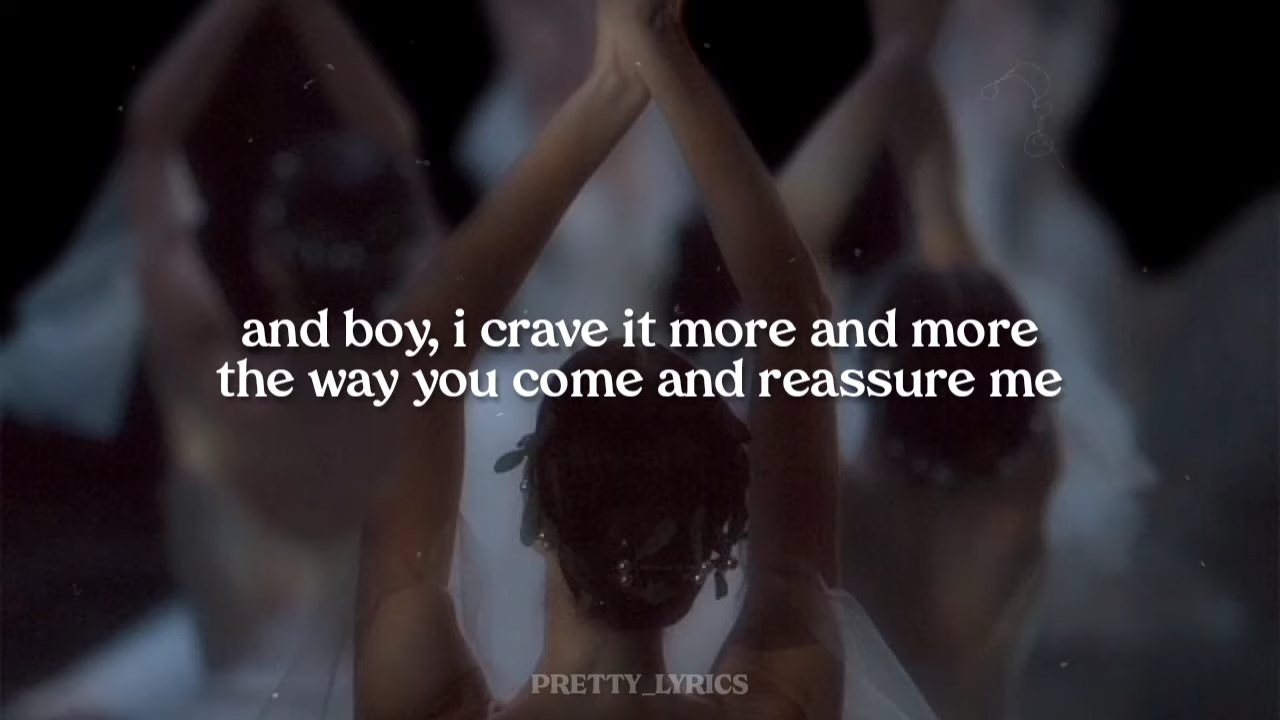 and boy, i crave it more and more
the way you come and reassure me
PRETTY_LYRICS